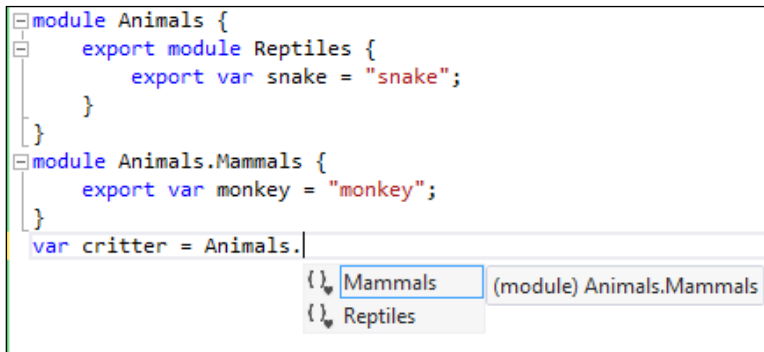 module Animals {
    export module Reptiles {
        export var snake = "snake";
    }
}
module Animals.Mammals {
    export var monkey = "monkey";
}
var critter = Animals.
{} Mammals (module) Animals.Mammals
{} Reptiles